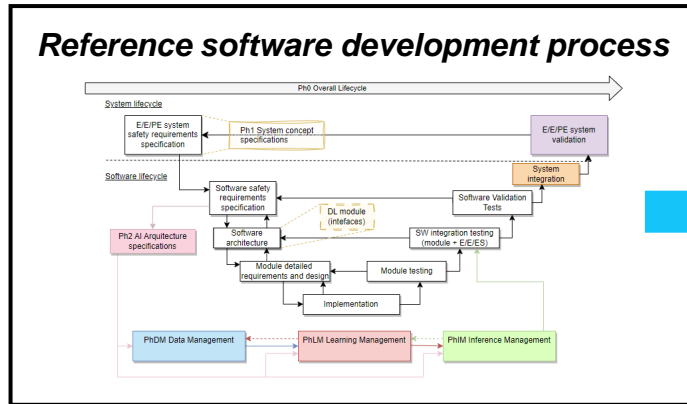 Reference software development process
Ph0 Overall Lifecycle
System lifecycle
E/E/PE system
safety requirements
specification
Ph1 System concept
specifications
E/E/PE system
validation
Software lifecycle
System
integration
Software safety
requirements
specification
Software Validation
Tests
DL module
(intefaces)
Ph2 AI Arquitecture
specifications
Software
architecture
SW integration testing
(module + E/E/ES)
Module detailed
requirements and design
Module testing
Implementation
PhDM Data Management
PhLM Learning Management
PhIM Inference Management